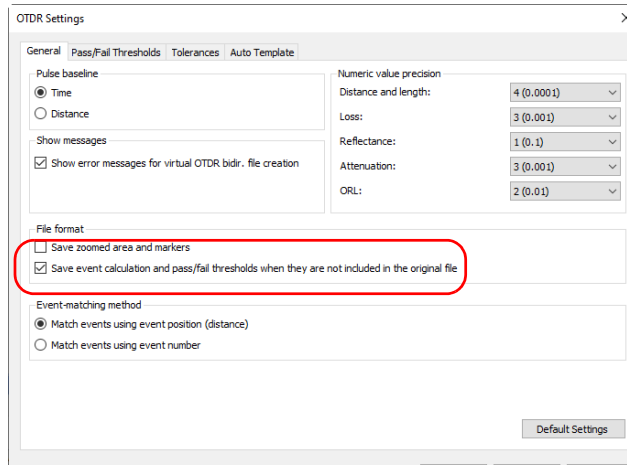 OTDR Settings
General Pass/Fail Thresholds Tolerances Auto Template
Pulse baseline
Time
Distance
Numeric value precision
Distance and length: 4 (0.0001)
Loss: 3 (0.001)
Reflectance: 1 (0.1)
Attenuation: 3 (0.001)
ORL: 2 (0.01)
Show messages
Show error messages for virtual OTDR bidir. file creation
File format
Save zoomed area and markers
Save event calculation and pass/fail thresholds when they are not included in the original file
Event-matching method
Match events using event position (distance)
Match events using event number
Default Settings